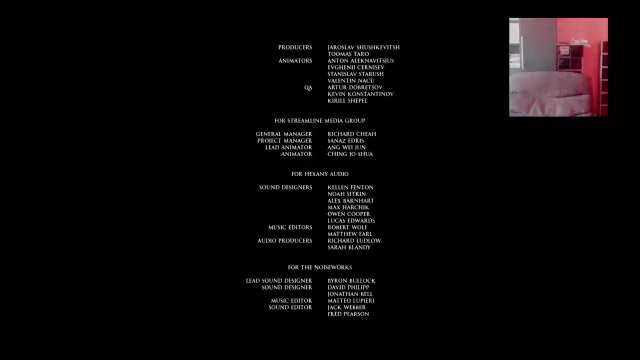 PRODUCERS JAROSLAV SHUSHKEVITSH
TOOMAS TARO
ANIMATORS ANTON ALEKNAVITSJUS
EVGHENII CERNISEV
STANISLAV STARUSH
VALENTIN NACU
QA ARTUR DOBRETSOV
KEVIN KONSTANTINOV
KIRILL SHEPEL
FOR STREAMLINE MEDIA GROUP
GENERAL MANAGER RICHARD CHEAH
PROJECT MANAGER SANAZ EDRIS
LEAD ANIMATOR ANG WEI JUN
ANIMATOR CHING JO-SHUA
FOR HEXANY AUDIO
SOUND DESIGNERS KELLEN FENTON
NOAH SITRIN
ALEX BARNHART
MAX HARCHIK
OWEN COOPER
LUCAS EDWARDS
MUSIC EDITORS ROBERT WOLF
MATTHEW EARL
AUDIO PRODUCERS RICHARD LUDLOW
SARAH BLANDY
FOR THE NOISEWORKS
LEAD SOUND DESIGNER BYRON BULLOCK
SOUND DESIGNER DAVID PHILIPP
JONATHAN BELL
MUSIC EDITOR MATTEO LUPIERI
SOUND EDITOR JACK WEBBER
FRED PEARSON